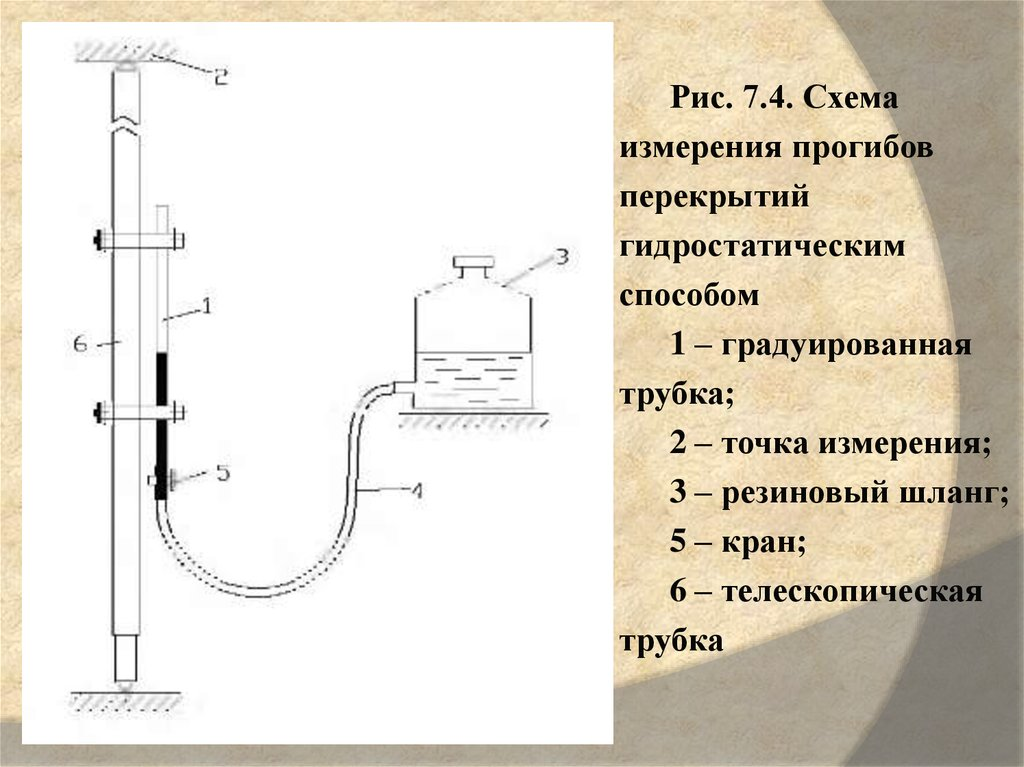 2
3
1
6
5
4
Рис. 7.4. Схема
измерения прогибов
перекрытий
гидростатическим
способом
1 – градуированная
трубка;
2 – точка измерения;
3 – резиновый шланг;
5 – кран;
6 – телескопическая
трубка